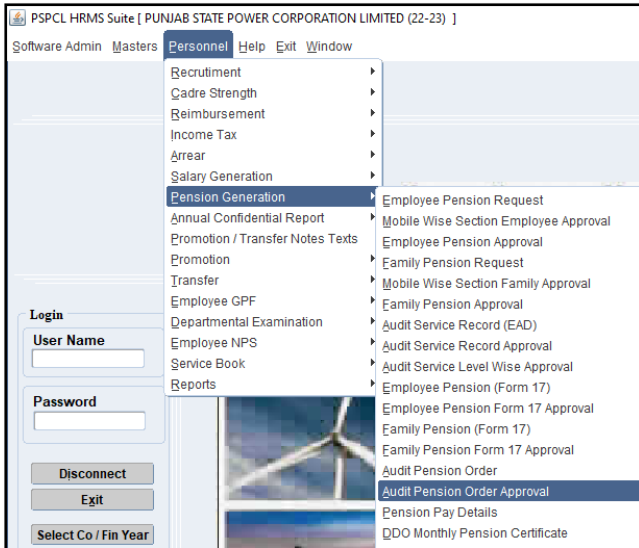 PSPCL HRMS Suite [ PUNJAB STATE POWER CORPORATION LIMITED (22-23)  ]
Software Admin Masters Personnel Help Exit Window
Recrutiment
Cadre Strength
Reimbursement
Income Tax
Arrear
Salary Generation
Pension Generation
Annual Confidential Report
Promotion / Transfer Notes Texts
Promotion
Transfer
Employee GPF
Departmental Examination
Employee NPS
Service Book
Reports
Employee Pension Request
Mobile Wise Section Employee Approval
Employee Pension Approval
Family Pension Request
Mobile Wise Section Family Approval
Family Pension Approval
Audit Service Record (EAD)
Audit Service Record Approval
Audit Service Level Wise Approval
Employee Pension (Form 17)
Employee Pension Form 17 Approval
Family Pension (Form 17)
Family Pension Form 17 Approval
Audit Pension Order
Audit Pension Order Approval
Pension Pay Details
DDO Monthly Pension Certificate
Login
User Name
Password
Disconnect
Exit
Select Co / Fin Year